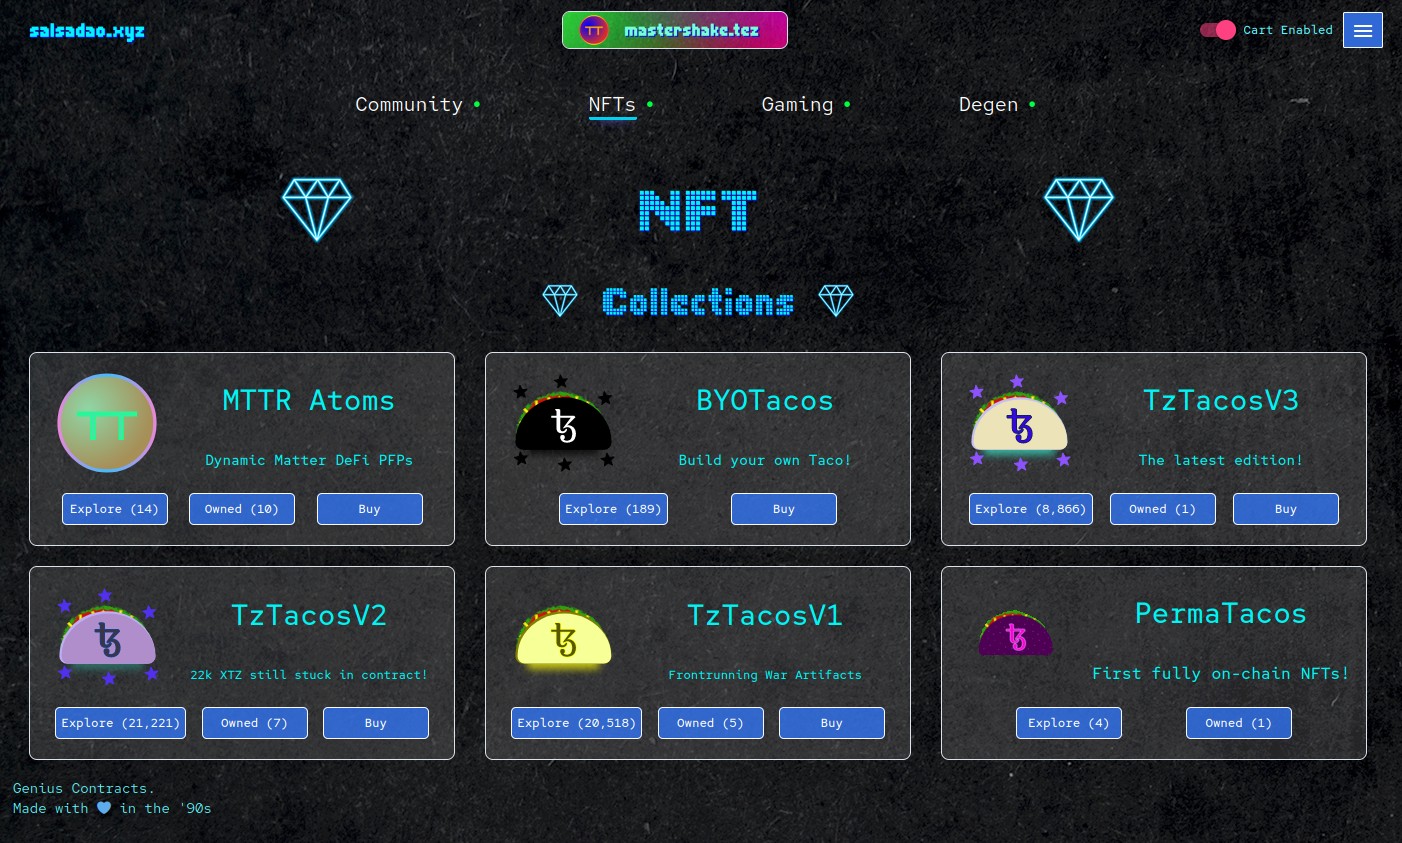 salsadao.xyz
mastershake.tez
Cart Enabled
Community
NFTs
Gaming
Degen
NFT
Collections
MTTR Atoms
Dynamic Matter DeFi PFPs
Explore (14)
Owned (10)
Buy
BYOTacos
Build your own Taco!
Explore (189)
Buy
TzTacosV3
The latest edition!
Explore (8,866)
Owned (1)
Buy
TzTacosV2
22k XTZ still stuck in contract!
Explore (21,221)
Owned (7)
Buy
TzTacosV1
Frontrunning War Artifacts
Explore (20,518)
Owned (5)
Buy
PermaTacos
First fully on-chain NFTs!
Explore (4)
Owned (1)
Genius Contracts.
Made with 💙 in the '90s